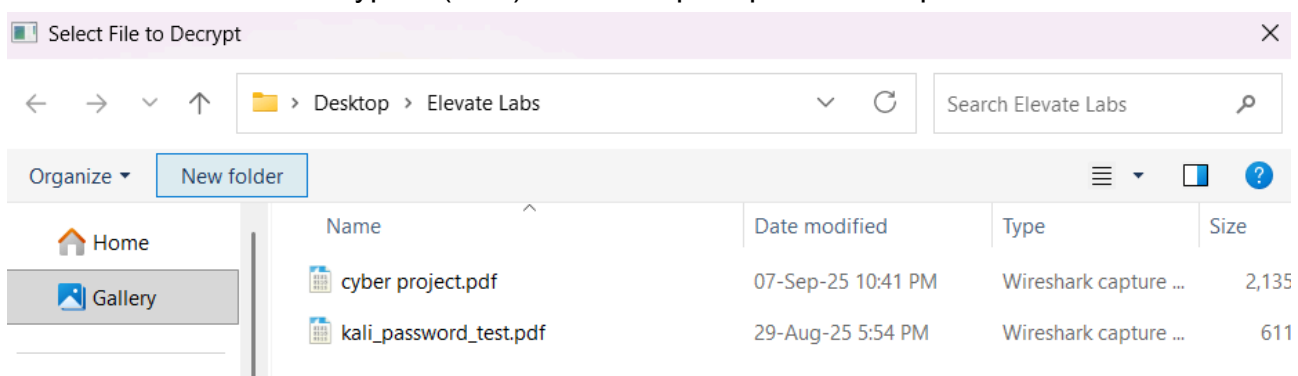 Select File to Decrypt
Desktop > Elevate Labs
Search Elevate Labs
Organize
New folder
Name
Date modified
Type
Size
Home
cyber project.pdf
07-Sep-25 10:41 PM
Wireshark capture ...
2,135
Gallery
kali_password_test.pdf
29-Aug-25 5:54 PM
Wireshark capture ...
611